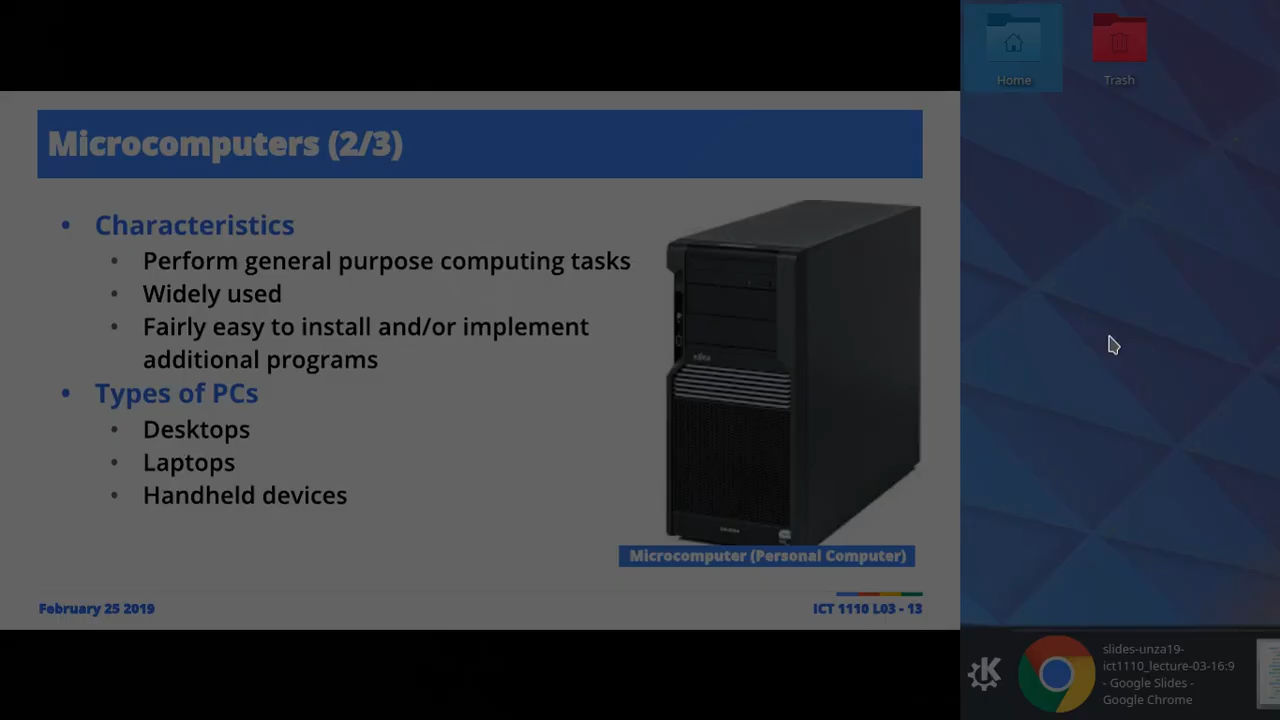 Microcomputers (2/3)
• Characteristics
• Perform general purpose computing tasks
• Widely used
• Fairly easy to install and/or implement
additional programs
• Types of PCs
• Desktops
• Laptops
• Handheld devices
Microcomputer (Personal Computer)
February 25 2019
ICT 1110 L03 - 13
Home
Trash
slides-unza19-
ict1110_lecture-03-16:9
- Google Slides -
Google Chrome